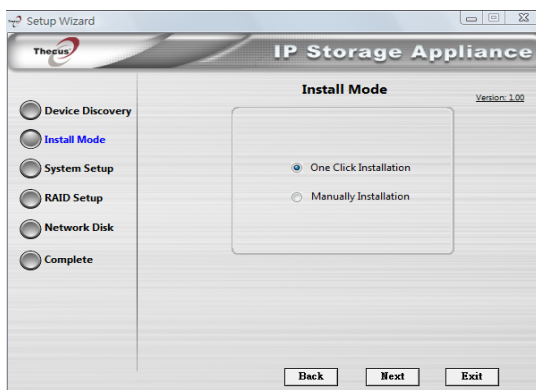 Setup Wizard
Thecus
IP Storage Appliance
Install Mode
Version: 1.00
Device Discovery
Install Mode
System Setup
RAID Setup
Network Disk
Complete
One Click Installation
Manually Installation
Back Next Exit